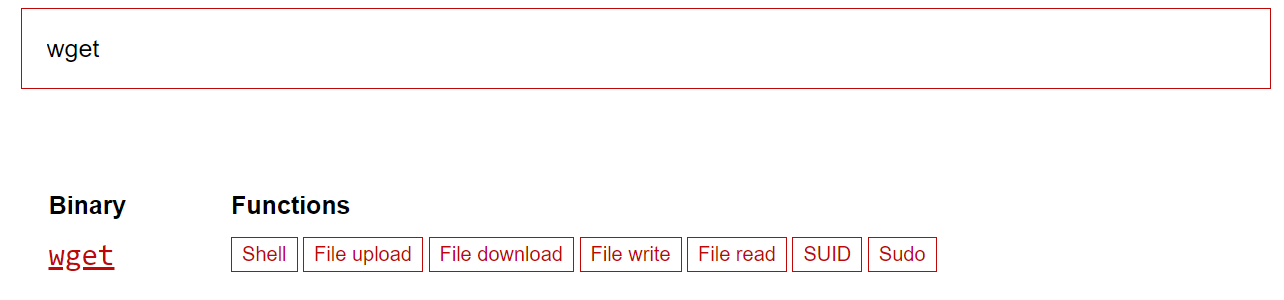 wget
Binary Functions
wget Shell File upload File download File write File read SUID Sudo